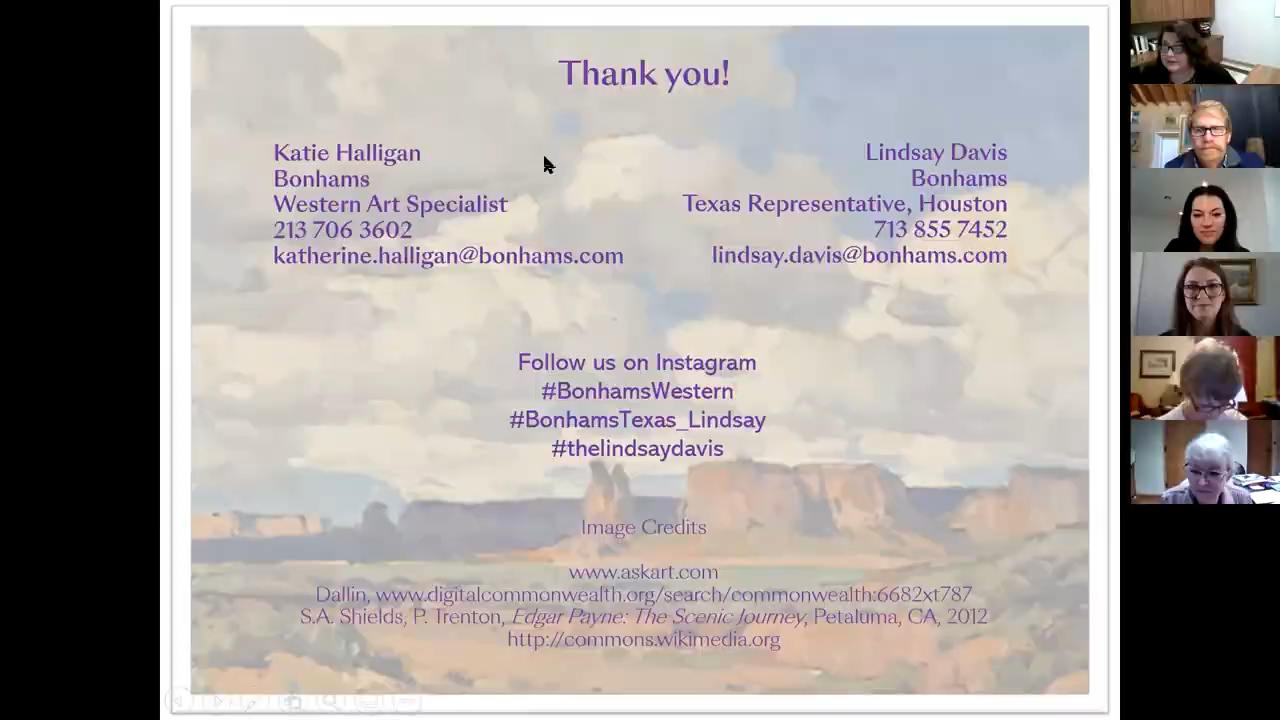 Thank you!
Katie Halligan
Bonhams
Western Art Specialist
213 706 3602
katherine.halligan@bonhams.com
Lindsay Davis
Bonhams
Texas Representative, Houston
713 855 7452
lindsay.davis@bonhams.com
Follow us on Instagram
#BonhamsWestern
#BonhamsTexas_Lindsay
#thelindsaydavis
Image Credits
www.askart.com
Dallin, www.digitalcommonwealth.org/search/commonwealth:6682xt787
S.A. Shields, P. Trenton, Edgar Payne: The Scenic Journey, Petaluma, CA, 2012
http://commons.wikimedia.org